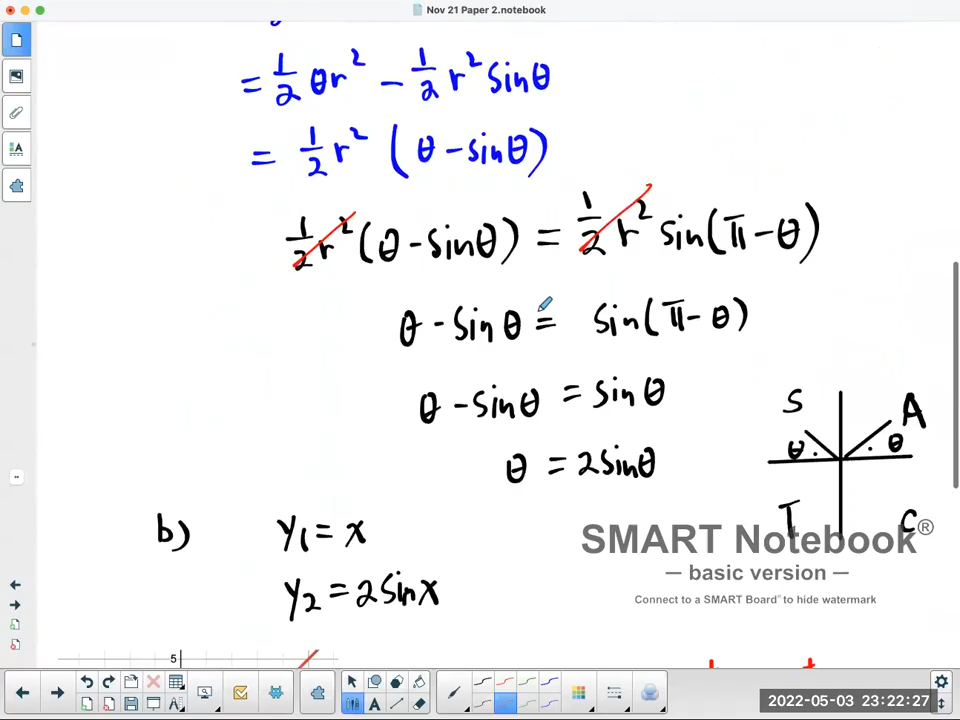 Nov 21 Paper 2.notebook
= 1/2 θr² - 1/2 r² sinθ
= 1/2 r² (θ - sinθ)
1/2 r² (θ - sinθ) = 1/2 r² sin(π - θ)
θ - sinθ = sin(π - θ)
θ - sinθ = sinθ
S A
θ θ
θ = 2sinθ
T C
b) y₁ = x
y₂ = 2sinx
SMART Notebook®
— basic version —
Connect to a SMART Board® to hide watermark
5
2022-05-03 23:22:27